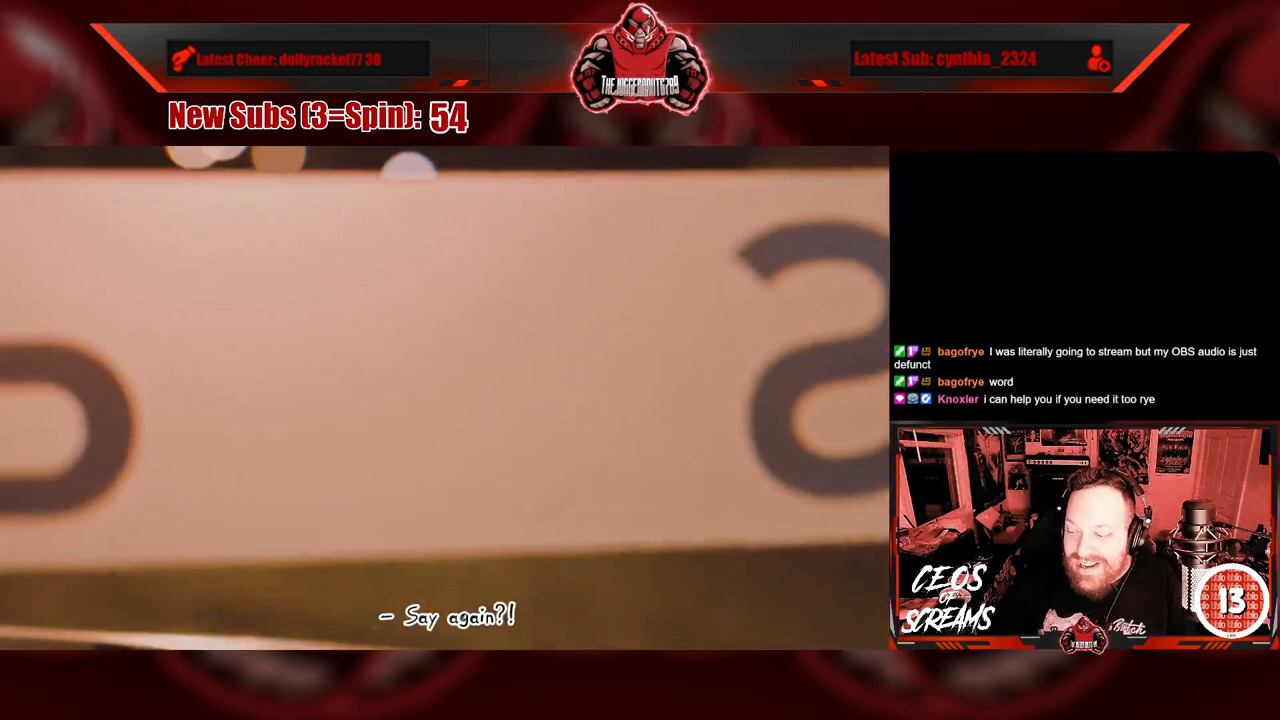 Latest Cheer: dollyrocket77 30
Latest Sub: cynthia_2324
THEJUGGERNAUT6789
New Subs (3=Spin): 54
bagofrye I was literally going to stream but my OBS audio is just
defunct
bagofrye word
Knoxler i can help you if you need it too rye
- Say again?!
CEOS
OF
SCREAMS
13